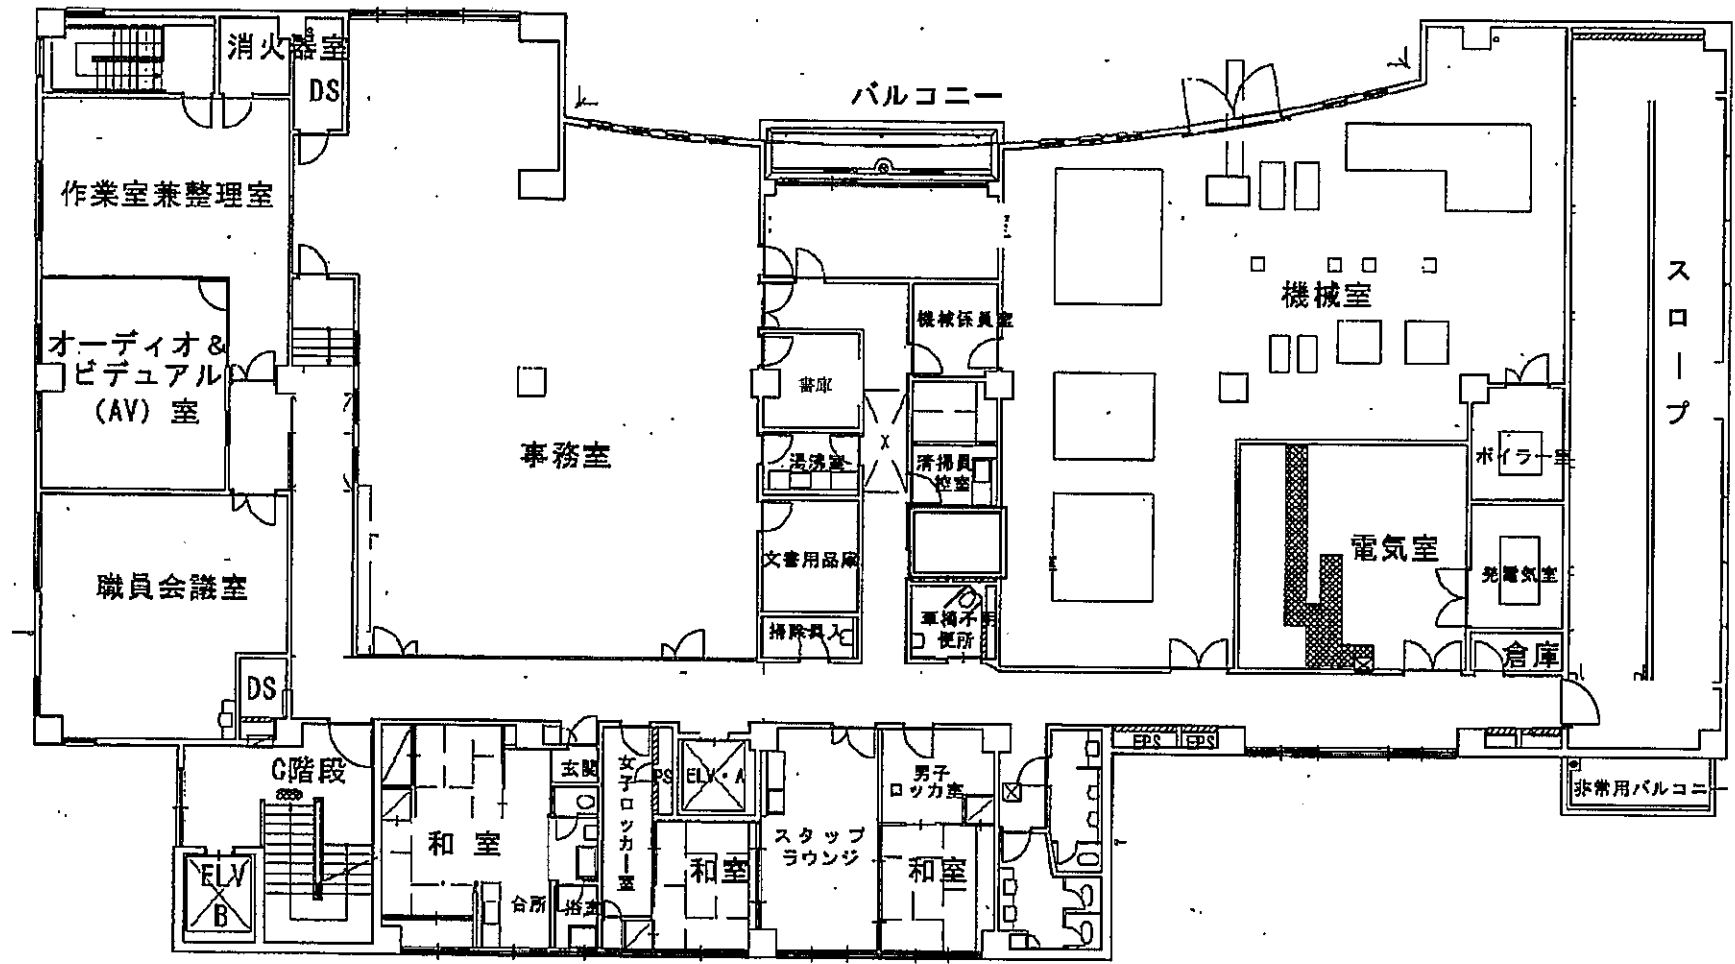 消火器室
DS
バルコニー
作業室兼整理室
オーディオ&
ビデュアル
(AV) 室
機械係員室
機械室
ス
ロ
ー
プ
書庫
事務室
湯沸室
清掃員
控室
ボイラー室
電気室
文書用品庫
発電気室
職員会議室
掃除具入
便所
倉庫
DS
C階段
玄関
女子ロッカー室
PS
ELV・A
男子
ロッカ室
EPS
EPS
非常用バルコニ
和室
スタップ
ラウンジ
和室
和室
台所
浴室
ELV
B